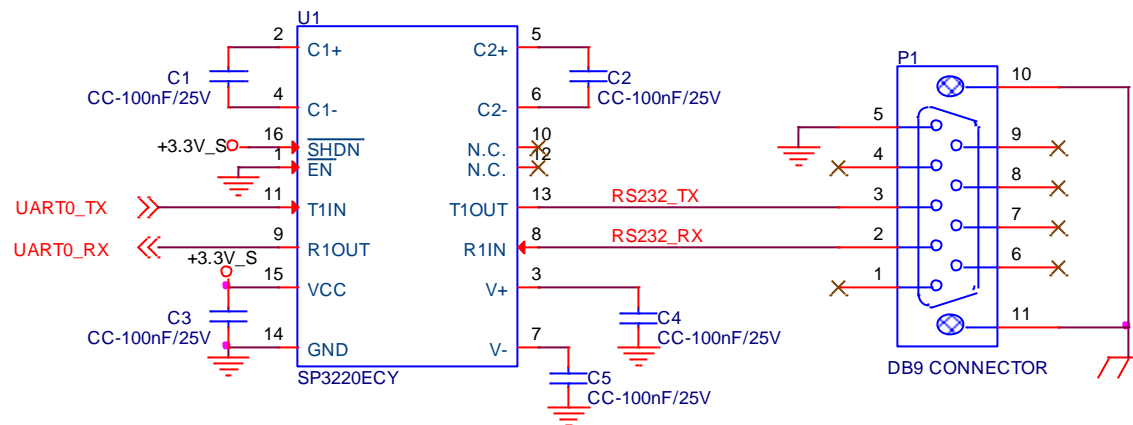 U1
2
C1+
C2+
5
P1
C1
CC-100nF/25V
C2
CC-100nF/25V
10
4
C1-
C2-
6
5
9
16
+3.3V_S
SHDN
N.C.
10
4
1
EN
N.C.
12
8
UART0_TX
11
T1IN
T1OUT
13
RS232_TX
3
7
UART0_RX
9
R1OUT
R1IN
8
RS232_RX
2
6
+3.3V_S
15
VCC
V+
3
1
C3
CC-100nF/25V
C4
CC-100nF/25V
11
14
GND
V-
7
SP3220ECY
C5
CC-100nF/25V
DB9 CONNECTOR